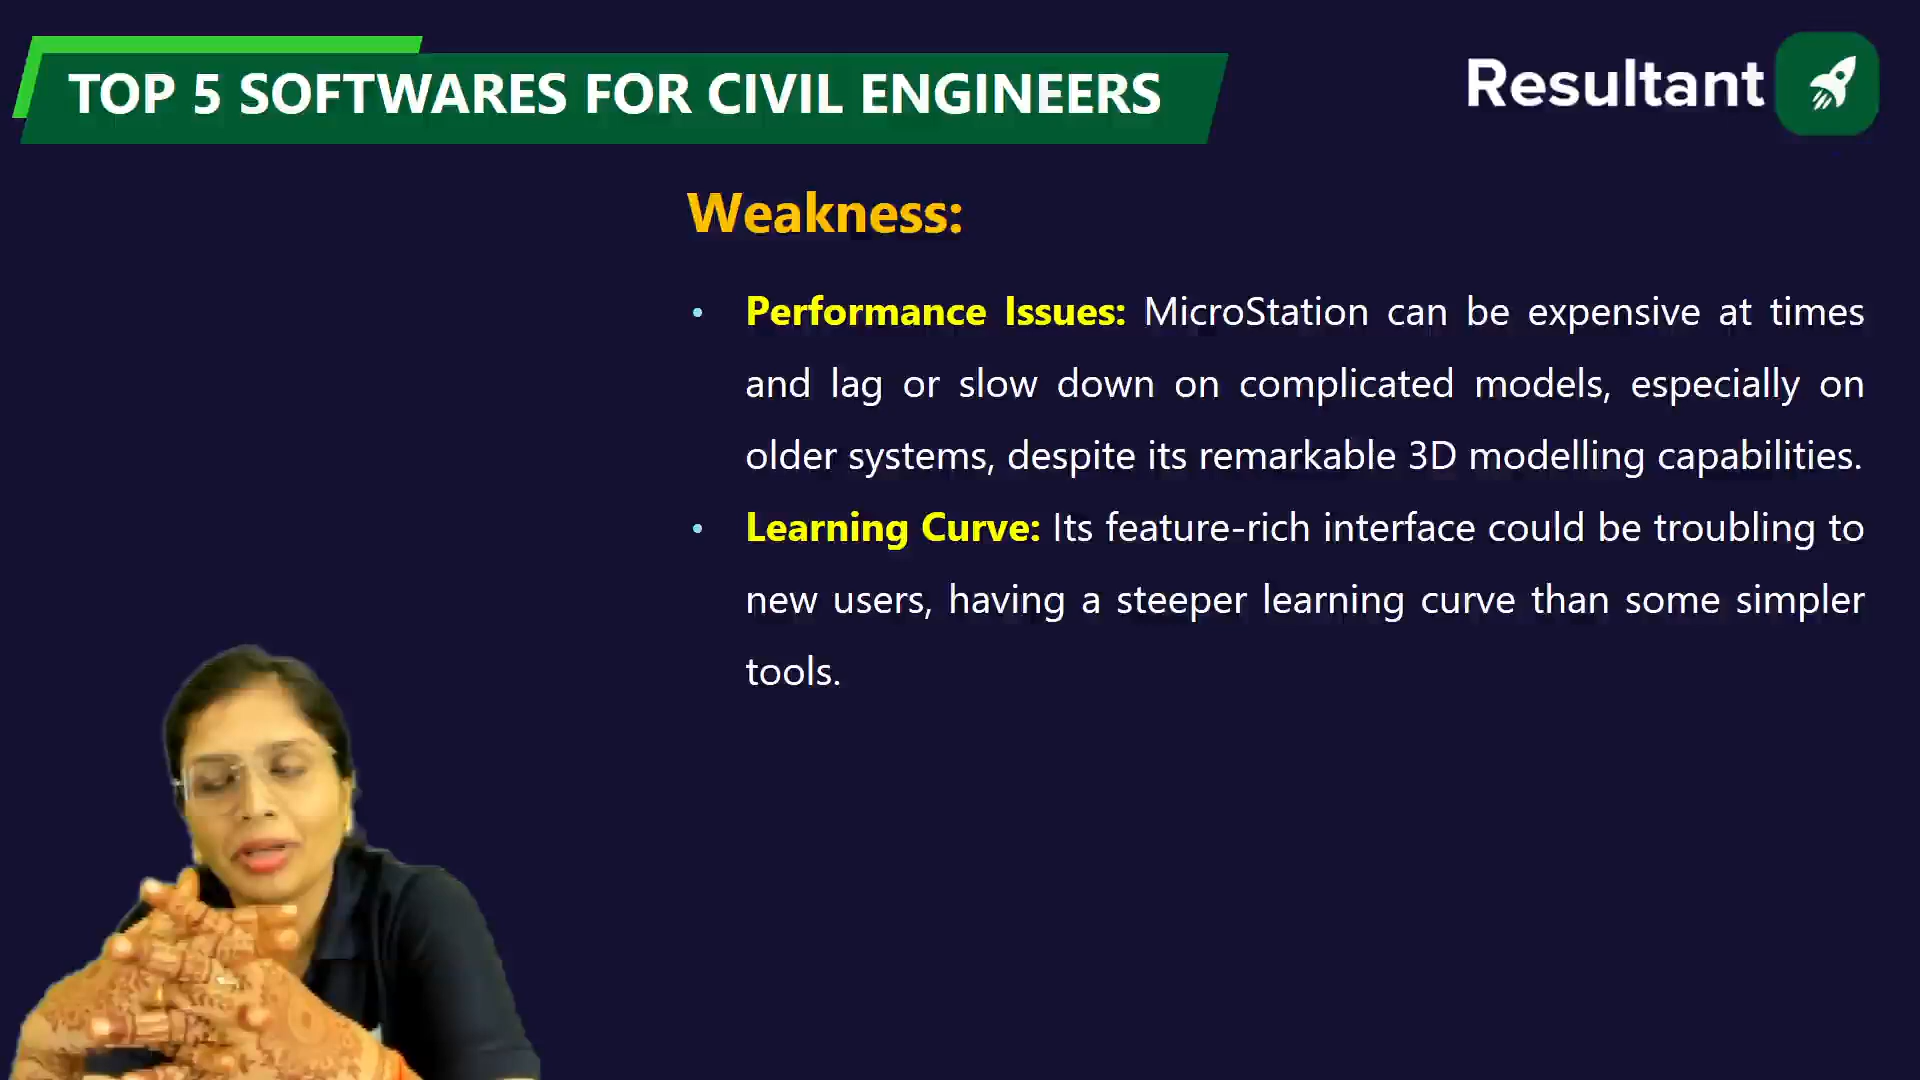 TOP 5 SOFTWARES FOR CIVIL ENGINEERS
Resultant
Weakness:
• Performance Issues: MicroStation can be expensive at times
and lag or slow down on complicated models, especially on
older systems, despite its remarkable 3D modelling capabilities.
• Learning Curve: Its feature-rich interface could be troubling to
new users, having a steeper learning curve than some simpler
tools.